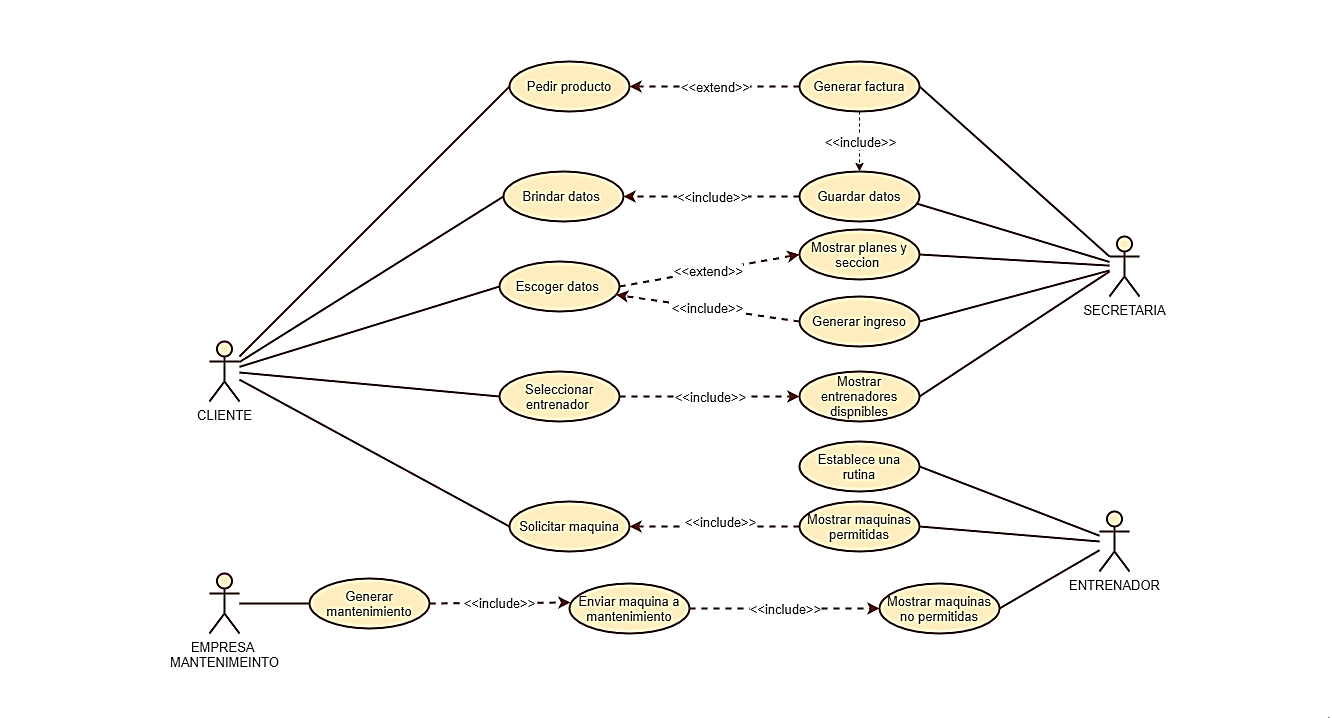 Pedir producto
<<extend>>
Generar factura
<<include>>
Brindar datos
<<include>>
Guardar datos
Mostrar planes y
seccion
<<extend>>
Escoger datos
<<include>>
Generar ingreso
SECRETARIA
Seleccionar
entrenador
<<include>>
Mostrar
entrenadores
dispnibles
CLIENTE
Establece una
rutina
Solicitar maquina
<<include>>
Mostrar maquinas
permitidas
ENTRENADOR
Generar
mantenimiento
<<include>>
Enviar maquina a
mantenimiento
<<include>>
Mostrar maquinas
no permitidas
EMPRESA
MANTENIMEINTO